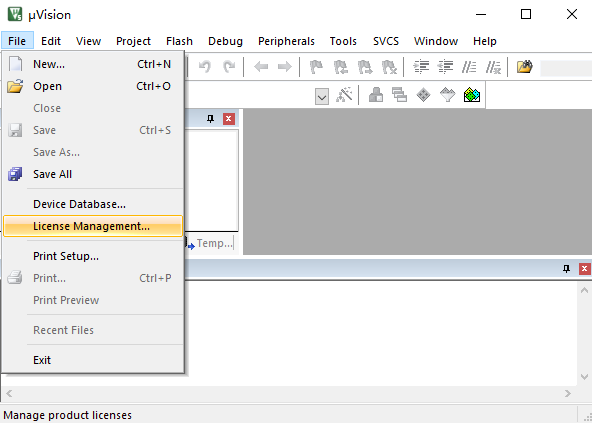 µVision
File Edit View Project Flash Debug Peripherals Tools SVCS Window Help
New... Ctrl+N
Open Ctrl+O
Close
Save Ctrl+S
Save As...
Save All
Device Database...
License Management...
Temp...
Print Setup...
Print... Ctrl+P
Print Preview
Recent Files
Exit
Manage product licenses